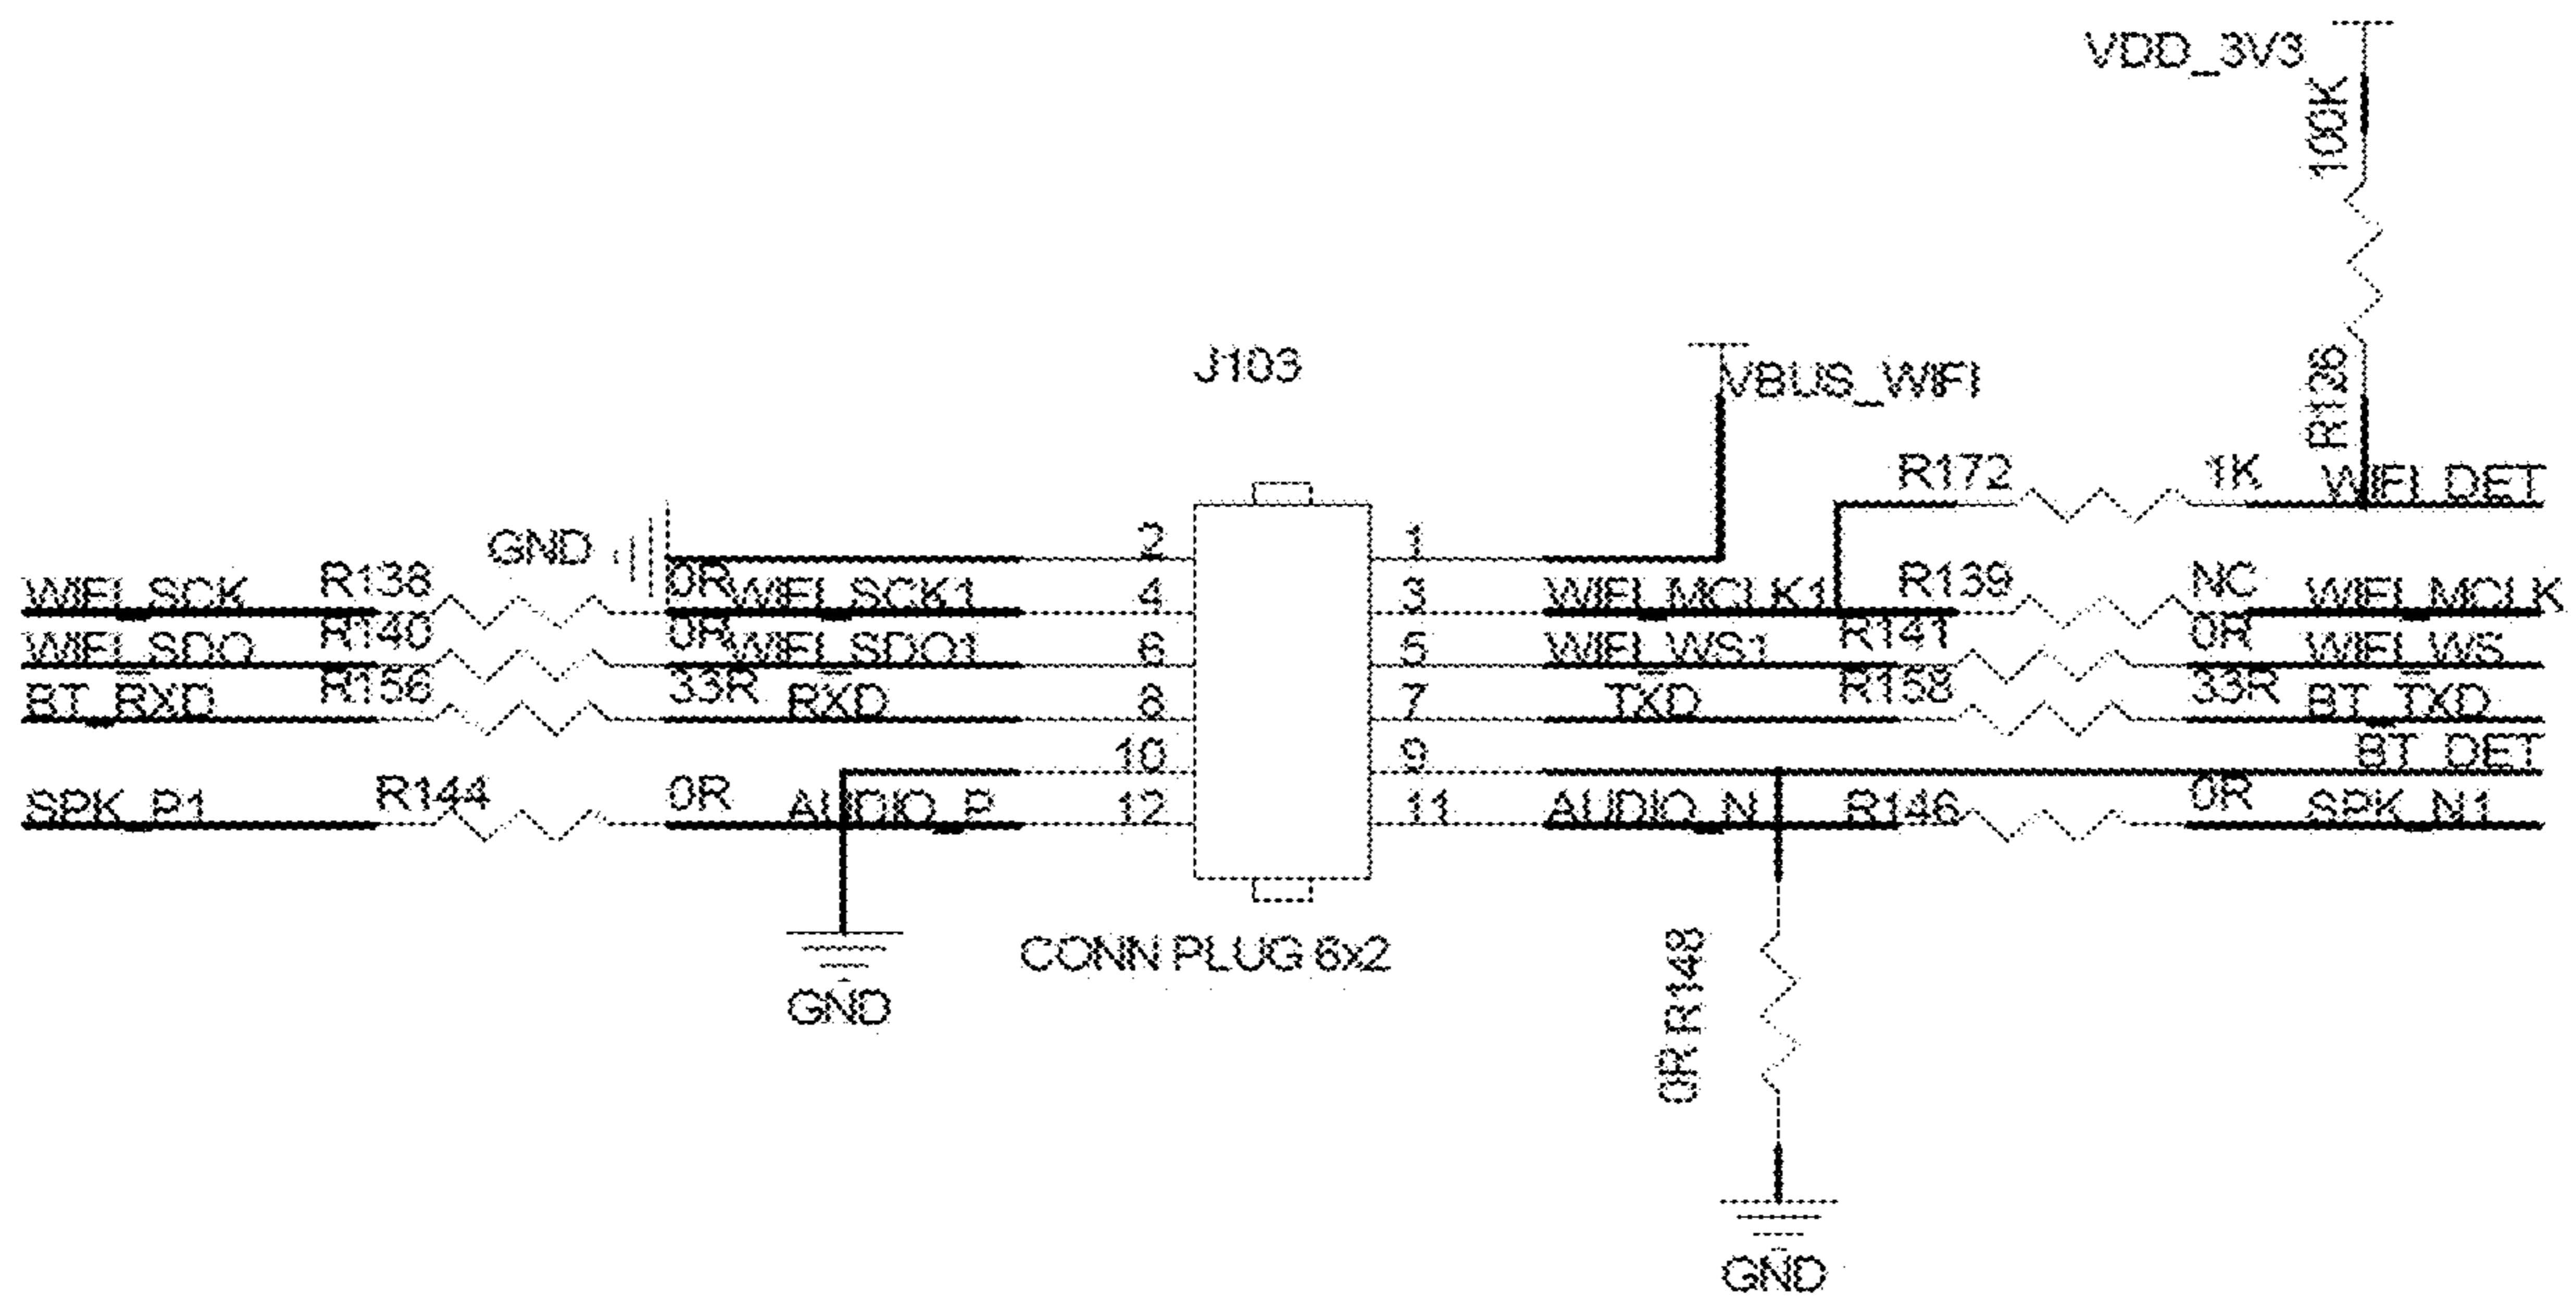 VDD_3V3
100K
J103
VBUS_WIFI
R126
R172 1K WIFI_DET
GND 2 1
WIFI_SCK R138 0R WIFI_SCK1 4 3 WIFI_MCLK1 R139 NC WIFI_MCLK
WIFI_SDO R140 0R WIFI_SDO1 6 5 WIFI_WS1 R141 0R WIFI_WS
BT_RXD R156 33R RXD 8 7 TXD R158 33R BT_TXD
10 9 BT_DET
SPK_P1 R144 0R AUDIO_P 12 11 AUDIO_N R146 0R SPK_N1
CONN PLUG 6x2
GND
0R R148
GND